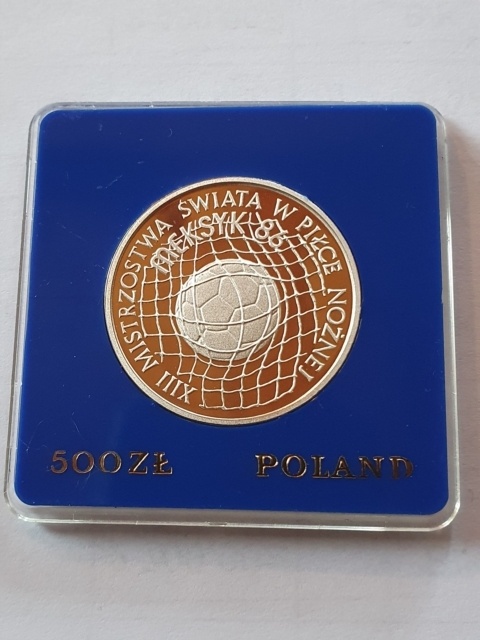 XIII MISTRZOSTWA ŚWIATA W PIŁCE NOŻNEJ
MEKSYK '86
500 ZŁ POLAND